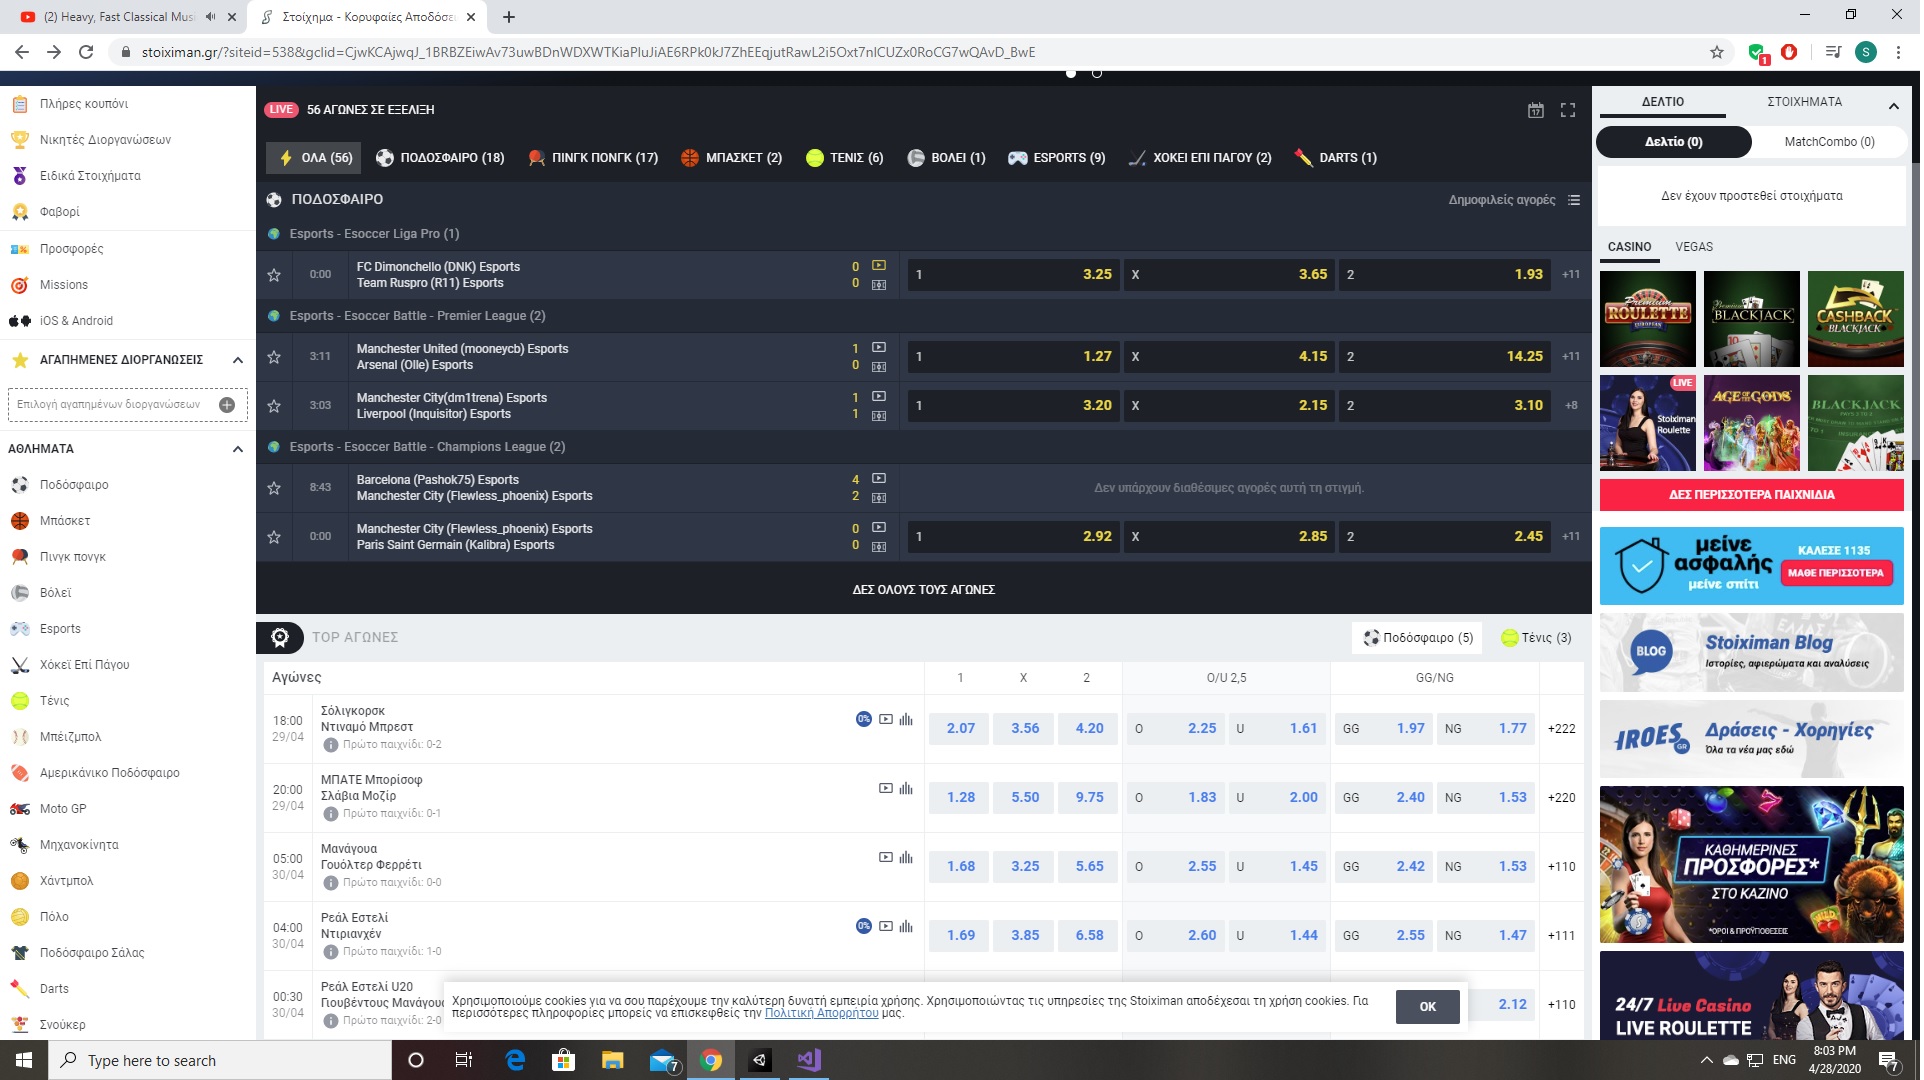 (2) Heavy, Fast Classical Musi
Στοίχημα - Κορυφαίες Αποδόσει
stoiximan.gr/?siteid=538&gclid=CjwKCAjwqJ_1BRBZEiwAv73uwBDnWDXWTKiaPIuJiAE6RPk0kJ7ZhEEqjutRawL2i5Oxt7nlCUZx0RoCG7wQAvD_BwE
1
S
Πλήρες κουπόνι
Νικητές Διοργανώσεων
Ειδικά Στοιχήματα
Φαβορί
Προσφορές
Missions
iOS & Android
ΑΓΑΠΗΜΕΝΕΣ ΔΙΟΡΓΑΝΩΣΕΙΣ
Επιλογή αγαπημένων διοργανώσεων
ΑΘΛΗΜΑΤΑ
Ποδόσφαιρο
Μπάσκετ
Πινγκ πονγκ
Βόλεϊ
Esports
Χόκεϊ Επί Πάγου
Τένις
Μπέιζμπολ
Αμερικάνικο Ποδόσφαιρο
Moto GP
Μηχανοκίνητα
Χάντμπολ
Πόλο
Ποδόσφαιρο Σάλας
Darts
Σνούκερ
LIVE 56 ΑΓΩΝΕΣ ΣΕ ΕΞΕΛΙΞΗ
17
ΟΛΑ (56) ΠΟΔΟΣΦΑΙΡΟ (18) ΠΙΝΓΚ ΠΟΝΓΚ (17) ΜΠΑΣΚΕΤ (2) ΤΕΝΙΣ (6) ΒΟΛΕΙ (1) ESPORTS (9) ΧΟΚΕΙ ΕΠΙ ΠΑΓΟΥ (2) DARTS (1)
ΠΟΔΟΣΦΑΙΡΟ Δημοφιλείς αγορές
Esports - Esoccer Liga Pro (1)
0:00 FC Dimonchello (DNK) Esports 0 1 3.25 X 3.65 2 1.93 +11
Team Ruspro (R11) Esports 0
Esports - Esoccer Battle - Premier League (2)
3:11 Manchester United (mooneycb) Esports 1 1 1.27 X 4.15 2 14.25 +11
Arsenal (Olle) Esports 0
3:03 Manchester City(dm1trena) Esports 1 1 3.20 X 2.15 2 3.10 +8
Liverpool (Inquisitor) Esports 1
Esports - Esoccer Battle - Champions League (2)
8:43 Barcelona (Pashok75) Esports 4 Δεν υπάρχουν διαθέσιμες αγορές αυτή τη στιγμή.
Manchester City (Flewless_phoenix) Esports 2
0:00 Manchester City (Flewless_phoenix) Esports 0 1 2.92 X 2.85 2 2.45 +11
Paris Saint Germain (Kalibra) Esports 0
ΔΕΣ ΟΛΟΥΣ ΤΟΥΣ ΑΓΩΝΕΣ
TOP ΑΓΩΝΕΣ Ποδόσφαιρο (5) Τένις (3)
Αγώνες 1 X 2 O/U 2,5 GG/NG
18:00 29/04
Σόλιγκορσκ
Ντιναμό Μπρεστ
Πρώτο παιχνίδι: 0-2
0% 2.07 3.56 4.20 O 2.25 U 1.61 GG 1.97 NG 1.77 +222
20:00 29/04
ΜΠΑΤΕ Μπορίσοφ
Σλάβια Μοζίρ
Πρώτο παιχνίδι: 0-1
1.28 5.50 9.75 O 1.83 U 2.00 GG 2.40 NG 1.53 +220
05:00 30/04
Μανάγουα
Γουόλτερ Φερρέτι
Πρώτο παιχνίδι: 0-0
1.68 3.25 5.65 O 2.55 U 1.45 GG 2.42 NG 1.53 +110
04:00 30/04
Ρεάλ Εστελί
Ντιριανχέν
Πρώτο παιχνίδι: 1-0
0% 1.69 3.85 6.58 O 2.60 U 1.44 GG 2.55 NG 1.47 +111
00:30 30/04
Ρεάλ Εστελί U20
Γιουβέντους Μανάγου
Πρώτο παιχνίδι: 2-0
2.12 +110
Χρησιμοποιούμε cookies για να σου παρέχουμε την καλύτερη δυνατή εμπειρία χρήσης. Χρησιμοποιώντας τις υπηρεσίες της Stoiximan αποδέχεσαι τη χρήση cookies. Για
περισσότερες πληροφορίες μπορείς να επισκεφθείς την Πολιτική Απορρήτου μας.
OK
ΔΕΛΤΙΟ ΣΤΟΙΧΗΜΑΤΑ
Δελτίο (0) MatchCombo (0)
Δεν έχουν προστεθεί στοιχήματα
CASINO VEGAS
Premium ROULETTE EUROPEAN
Premium BLACKJACK
CASHBACK BLACKJACK
LIVE
Stoiximan Roulette
AGE OF THE GODS
BLACKJACK
PAYS 3 TO 2
INSURANCE
ΔΕΣ ΠΕΡΙΣΣΟΤΕΡΑ ΠΑΙΧΝΙΔΙΑ
μείνε ασφαλής
μείνε σπίτι
ΚΑΛΕΣΕ 1135
ΜΑΘΕ ΠΕΡΙΣΣΟΤΕΡΑ
BLOG
Stoiximan Blog
Ιστορίες, αφιερώματα και αναλύσεις
IROES GR
Δράσεις - Χορηγίες
Όλα τα νέα μας εδώ
ΚΑΘΗΜΕΡΙΝΕΣ
ΠΡΟΣΦΟΡΕΣ*
ΣΤΟ ΚΑΖΙΝΟ
*ΟΡΟΙ & ΠΡΟΫΠΟΘΕΣΕΙΣ
24/7 Live Casino
LIVE ROULETTE
Type here to search
7
ENG
8:03 PM
4/28/2020
7